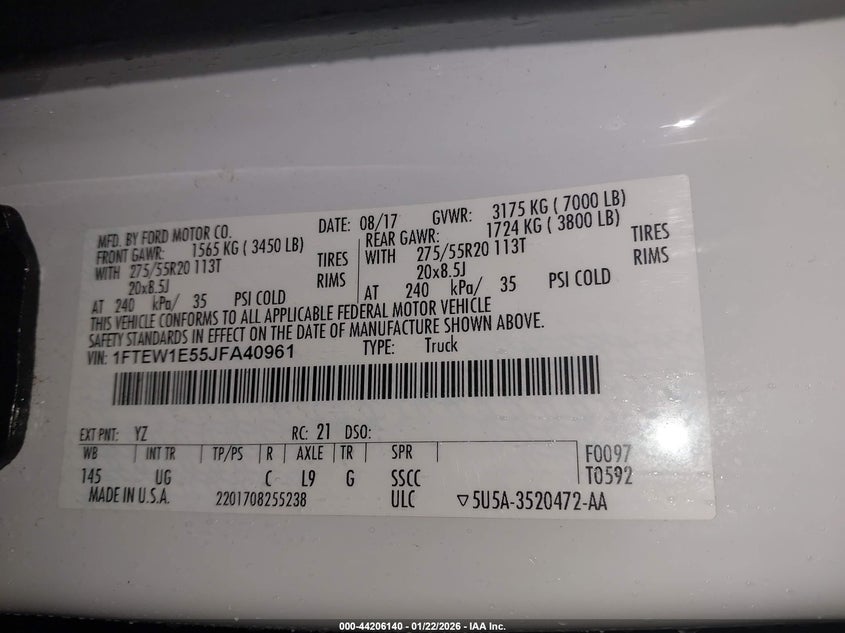 MFD. BY FORD MOTOR CO. DATE: 08/17 GVWR: 3175 KG ( 7000 LB)
FRONT GAWR: 1565 KG ( 3450 LB) REAR GAWR: 1724 KG ( 3800 LB)
WITH 275/55R20 113T TIRES WITH 275/55R20 113T TIRES
20x8.5J RIMS 20x8.5J RIMS
AT 240 kPa/ 35 PSI COLD AT 240 kPa/ 35 PSI COLD
THIS VEHICLE CONFORMS TO ALL APPLICABLE FEDERAL MOTOR VEHICLE
SAFETY STANDARDS IN EFFECT ON THE DATE OF MANUFACTURE SHOWN ABOVE.
VIN: 1FTEW1E55JFA40961 TYPE: Truck
EXT PNT: YZ RC: 21 DSO:
WB INT TR TP/PS R AXLE TR SPR F0097
145 UG C L9 G SSCC T0592
MADE IN U.S.A. 2201708255238 ULC ▽5U5A-3520472-AA
000-44206140 - 01/22/2026 - IAA Inc.